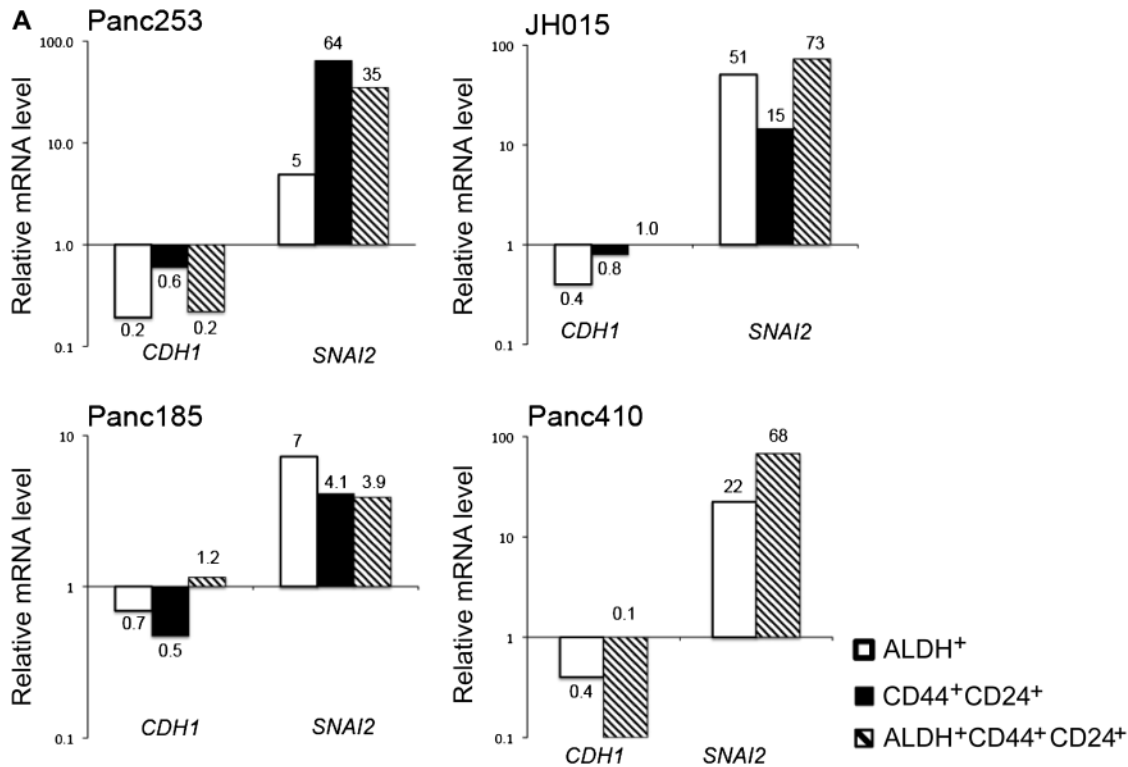 A
Panc253
Relative mRNA level
100.0
10.0
1.0
0.1
0.2
0.6
0.2
5
64
35
CDH1
SNAI2
JH015
Relative mRNA level
100
10
1
0.1
0.4
0.8
1.0
51
15
73
CDH1
SNAI2
Panc185
Relative mRNA level
10
1
0.1
0.7
0.5
1.2
7
4.1
3.9
CDH1
SNAI2
Panc410
Relative mRNA level
100
10
1
0.1
0.4
0.1
22
68
CDH1
SNAI2
ALDH⁺
CD44⁺CD24⁺
ALDH⁺CD44⁺CD24⁺